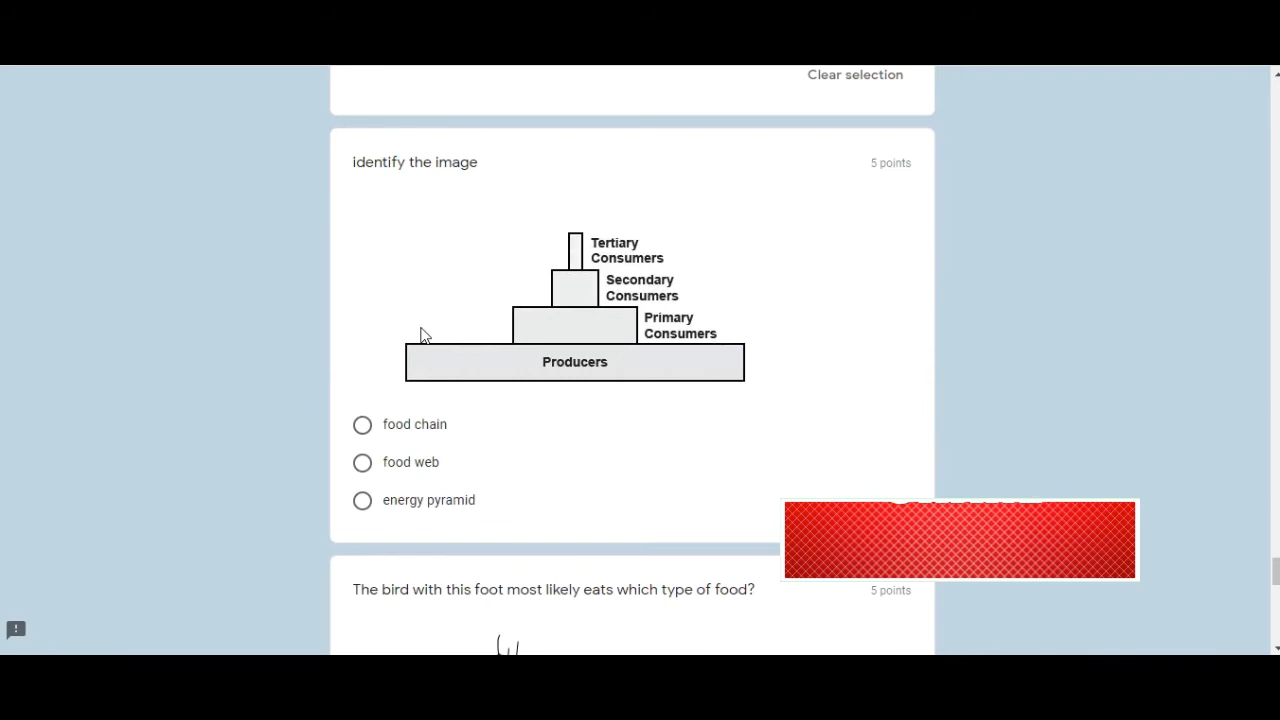 Clear selection
identify the image
5 points
Tertiary
Consumers
Secondary
Consumers
Primary
Consumers
Producers
food chain
food web
energy pyramid
The bird with this foot most likely eats which type of food?
5 points